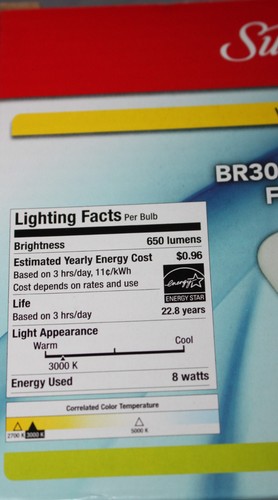 Su
BR30
F
Lighting Facts Per Bulb
Brightness 650 lumens
Estimated Yearly Energy Cost $0.96
Based on 3 hrs/day, 11¢/kWh
Cost depends on rates and use
energy
ENERGY STAR
Life
Based on 3 hrs/day 22.8 years
Light Appearance
Warm Cool
3000 K
Energy Used 8 watts
Correlated Color Temperature
2700 K 3000 K 5000 K